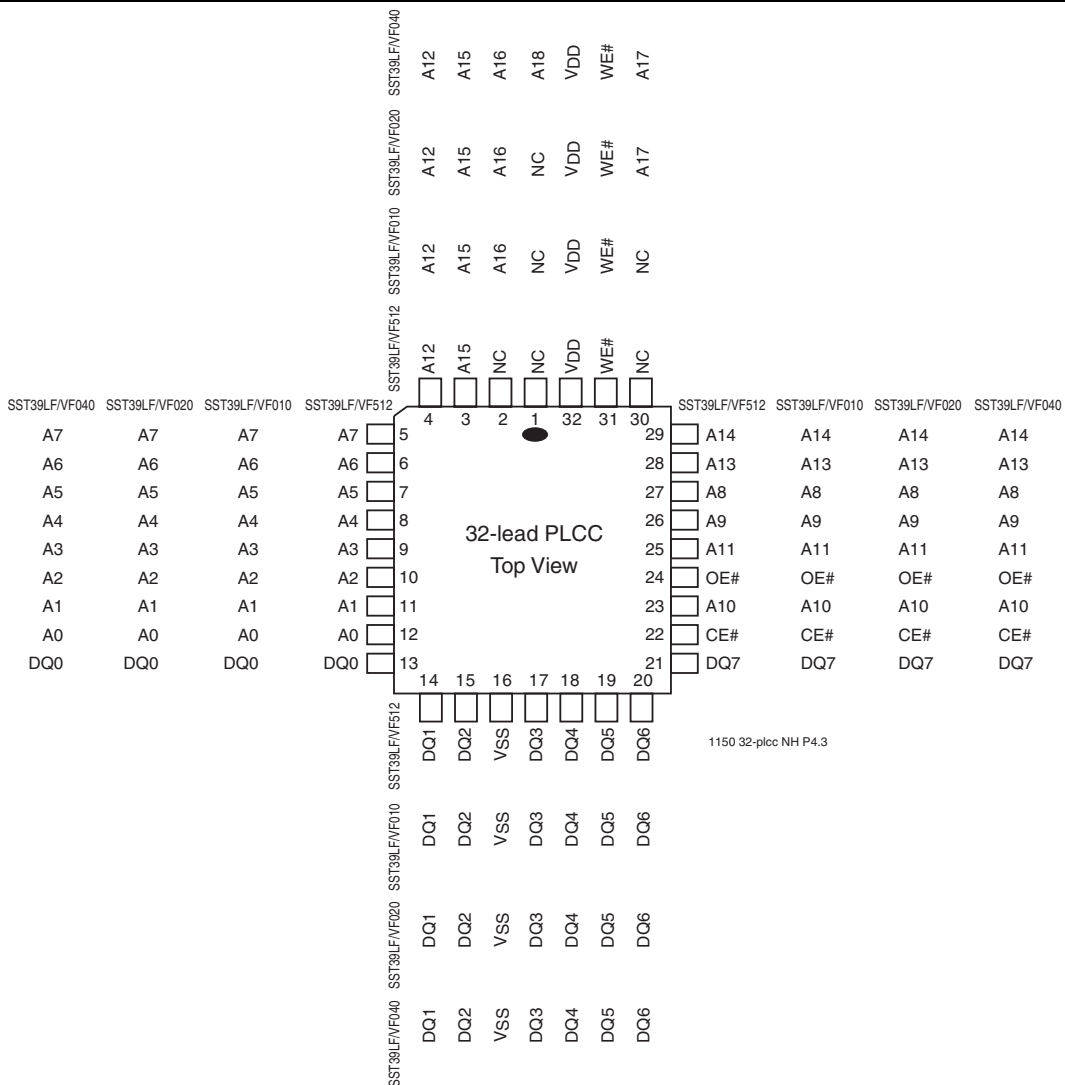 SST39LF/VF040 A12 A15 A16 A18 VDD WE# A17
SST39LF/VF020 A12 A15 A16 NC VDD WE# A17
SST39LF/VF010 A12 A15 A16 NC VDD WE# NC
SST39LF/VF512 A12 A15 NC NC VDD WE# NC
SST39LF/VF040 SST39LF/VF020 SST39LF/VF010 SST39LF/VF512 4 3 2 1 32 31 30 SST39LF/VF512 SST39LF/VF010 SST39LF/VF020 SST39LF/VF040
A7 A7 A7 A7 5 29 A14 A14 A14 A14
A6 A6 A6 A6 6 28 A13 A13 A13 A13
A5 A5 A5 A5 7 27 A8 A8 A8 A8
A4 A4 A4 A4 8 26 A9 A9 A9 A9
32-lead PLCC
A3 A3 A3 A3 9 25 A11 A11 A11 A11
Top View
A2 A2 A2 A2 10 24 OE# OE# OE# OE#
A1 A1 A1 A1 11 23 A10 A10 A10 A10
A0 A0 A0 A0 12 22 CE# CE# CE# CE#
DQ0 DQ0 DQ0 DQ0 13 21 DQ7 DQ7 DQ7 DQ7
14 15 16 17 18 19 20
SST39LF/VF512 DQ1 DQ2 VSS DQ3 DQ4 DQ5 DQ6
1150 32-plcc NH P4.3
SST39LF/VF010 DQ1 DQ2 VSS DQ3 DQ4 DQ5 DQ6
SST39LF/VF020 DQ1 DQ2 VSS DQ3 DQ4 DQ5 DQ6
SST39LF/VF040 DQ1 DQ2 VSS DQ3 DQ4 DQ5 DQ6